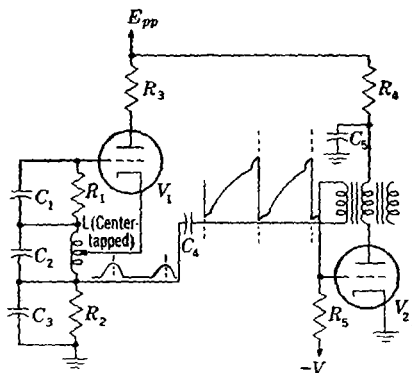 E_pp
R_3
R_4
C_5
R_1
V_1
C_1
L (Center-
tapped)
C_4
C_2
C_3
R_2
R_5
V_2
-V